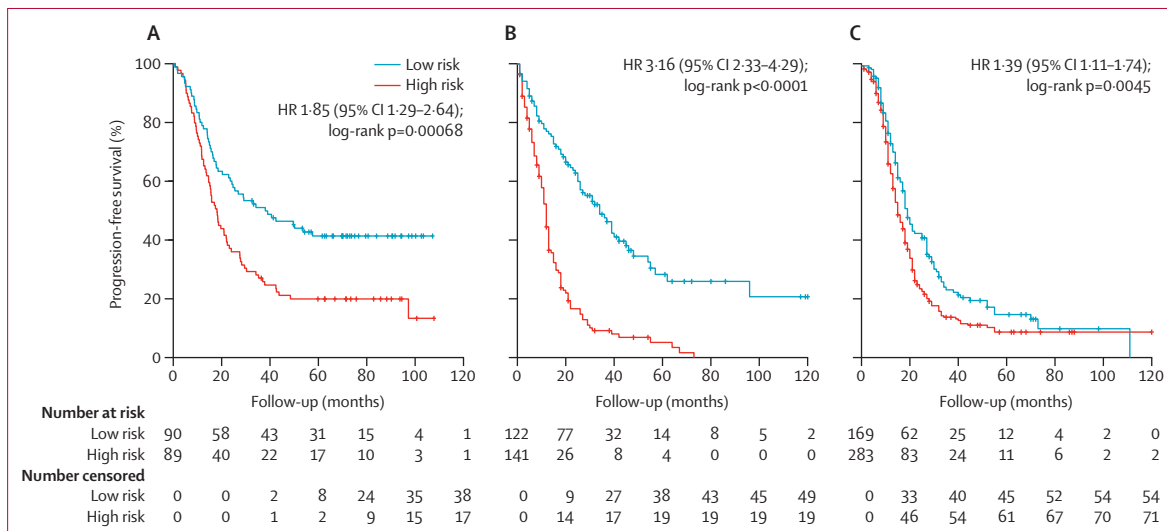 A
B
C
Low risk
High risk
HR 1·85 (95% CI 1·29–2·64);
log-rank p=0·00068
HR 3·16 (95% CI 2·33–4·29);
log-rank p<0·0001
HR 1·39 (95% CI 1·11–1·74);
log-rank p=0·0045
Progression-free survival (%)
100
80
60
40
20
0
0 20 40 60 80 100 120
0 20 40 60 80 100 120
0 20 40 60 80 100 120
Follow-up (months)
Follow-up (months)
Follow-up (months)
Number at risk
Low risk 90 58 43 31 15 4 1 122 77 32 14 8 5 2 169 62 25 12 4 2 0
High risk 89 40 22 17 10 3 1 141 26 8 4 0 0 0 283 83 24 11 6 2 2
Number censored
Low risk 0 0 2 8 24 35 38 0 9 27 38 43 45 49 0 33 40 45 52 54 54
High risk 0 0 1 2 9 15 17 0 14 17 19 19 19 19 0 46 54 61 67 70 71